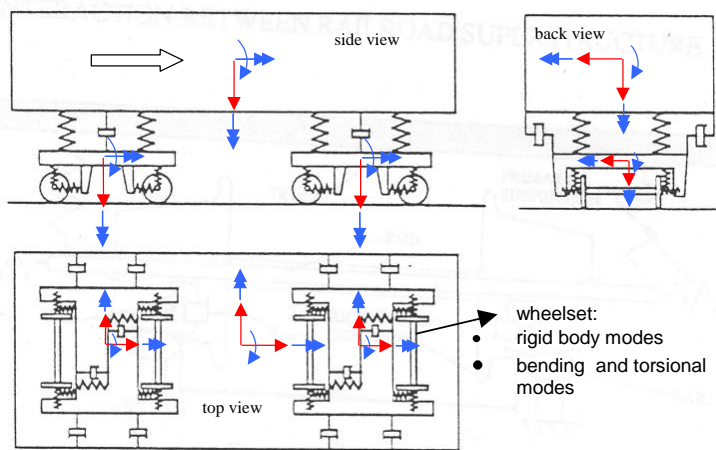 side view
back view
top view
wheelset:
• rigid body modes
• bending and torsional
modes